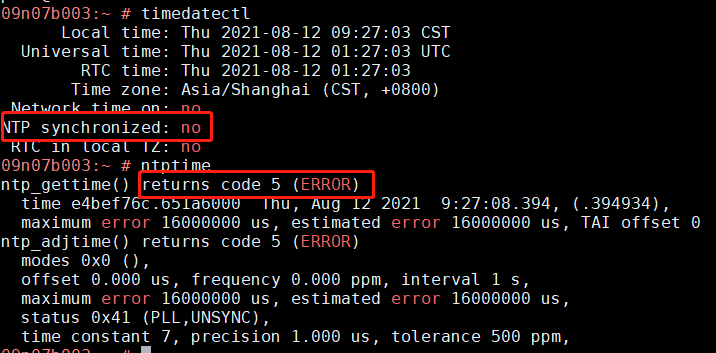 09n07b003:~ # timedatectl
Local time: Thu 2021-08-12 09:27:03 CST
Universal time: Thu 2021-08-12 01:27:03 UTC
RTC time: Thu 2021-08-12 01:27:03
Time zone: Asia/Shanghai (CST, +0800)
Network time on: no
NTP synchronized: no
RTC in local TZ: no
09n07b003:~ # ntptime
ntp_gettime() returns code 5 (ERROR)
time e4bef76c.651a6000  Thu, Aug 12 2021  9:27:08.394, (.394934),
maximum error 16000000 us, estimated error 16000000 us, TAI offset 0
ntp_adjtime() returns code 5 (ERROR)
modes 0x0 (),
offset 0.000 us, frequency 0.000 ppm, interval 1 s,
maximum error 16000000 us, estimated error 16000000 us,
status 0x41 (PLL,UNSYNC),
time constant 7, precision 1.000 us, tolerance 500 ppm,